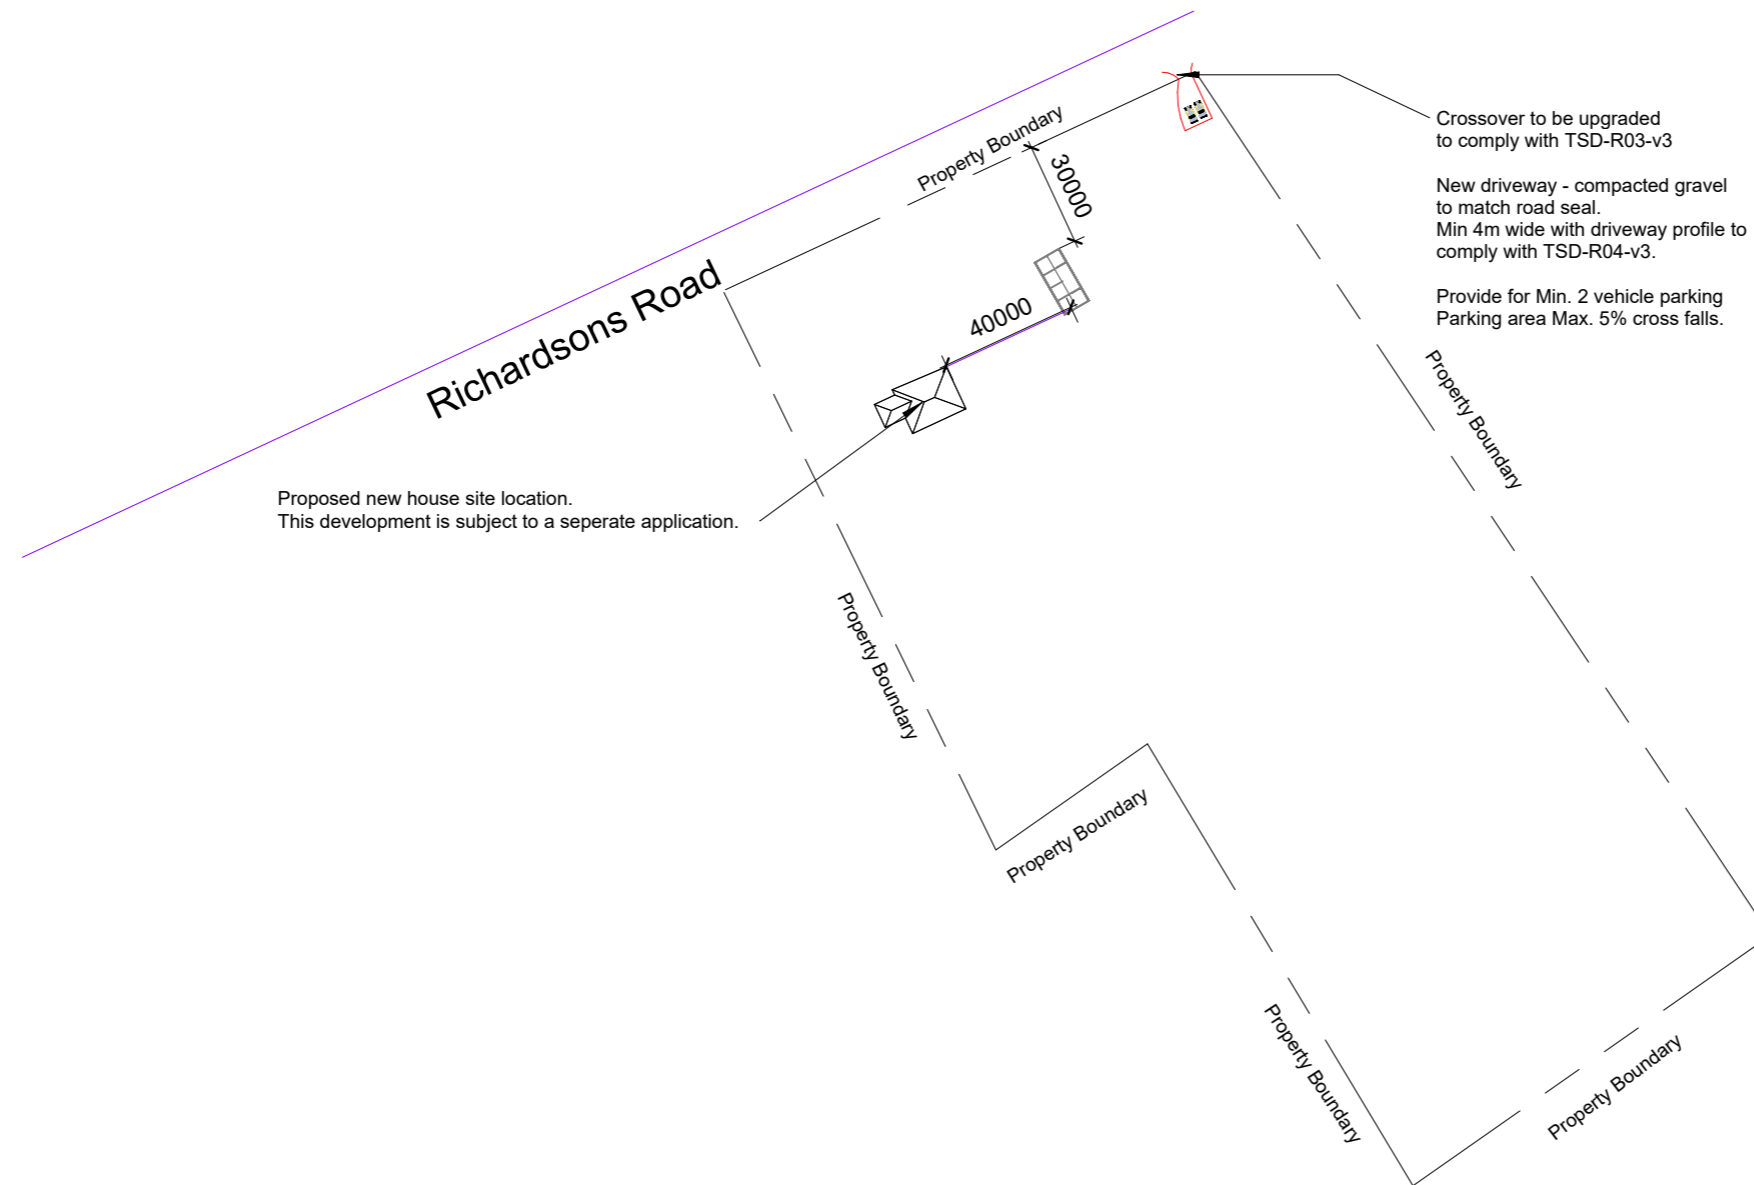 Crossover to be upgraded
to comply with TSD-R03-v3
New driveway - compacted gravel
to match road seal.
Min 4m wide with driveway profile to
comply with TSD-R04-v3.
Provide for Min. 2 vehicle parking
Parking area Max. 5% cross falls.
Property Boundary
30000
Richardsons Road
40000
Property Boundary
Proposed new house site location.
This development is subject to a seperate application.
Property Boundary
Property Boundary
Property Boundary
Property Boundary